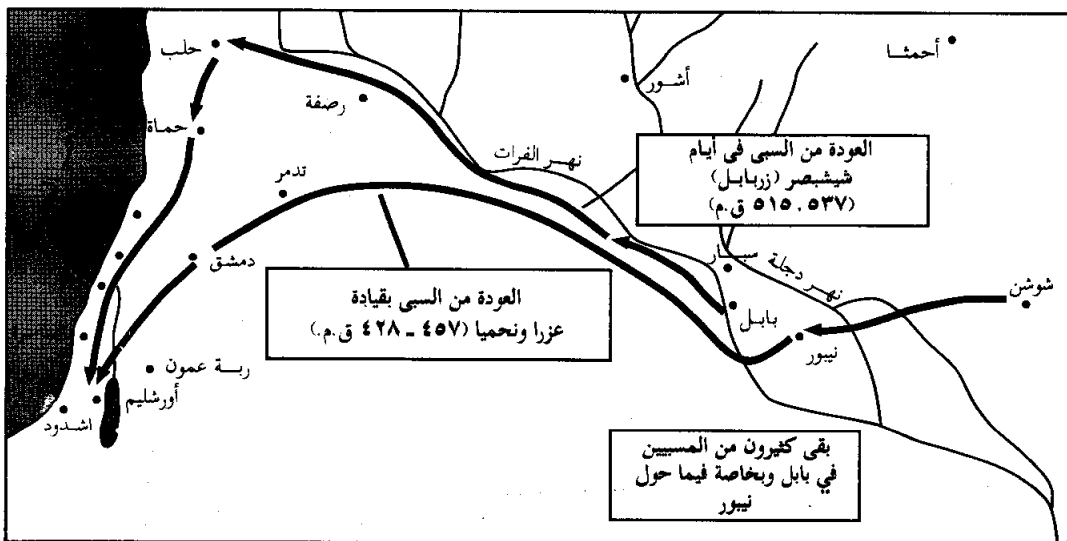 حلب
أحمثا
أشور
رصفة
حماة
العودة من السبى فى أيام
شيشبصر (زربابل)
(٥١٥،٥٣٧ ق.م)
نهر الفرات
تدمر
دمشق
سبار
نهر دجلة
شوشن
العودة من السبى بقيادة
عزرا ونحميا (٤٥٧ ـ ٤٢٨ ق.م.)
بابل
نيبور
ربة عمون
أورشليم
اشدود
بقى كثيرون من المسبيين
في بابل وبخاصة فيما حول
نيبور